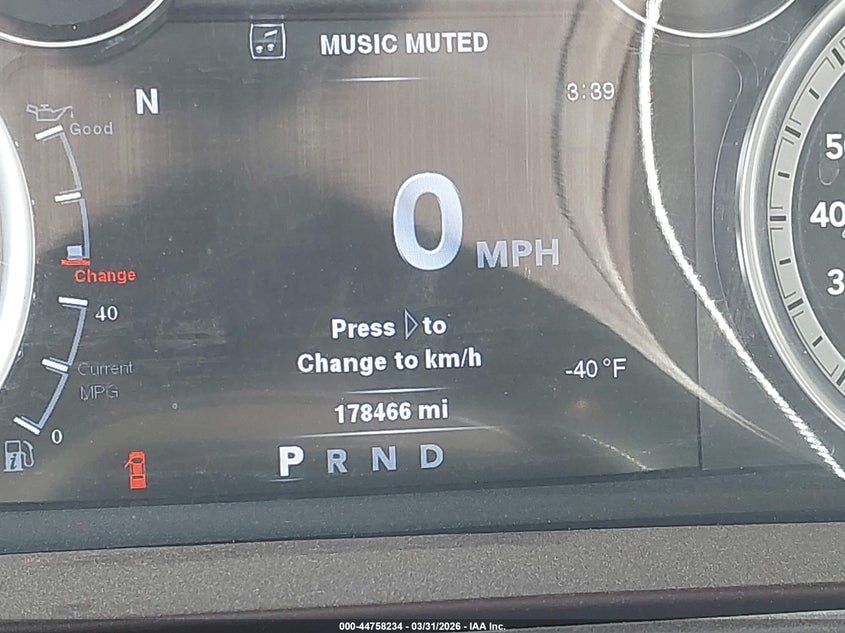 MUSIC MUTED
N
3:39
Good
0 MPH
Change
40
Current
MPG
Press ▷ to
Change to km/h
-40°F
178466 mi
0
P R N D
40
000-44758234 - 03/31/2026 - IAA Inc.